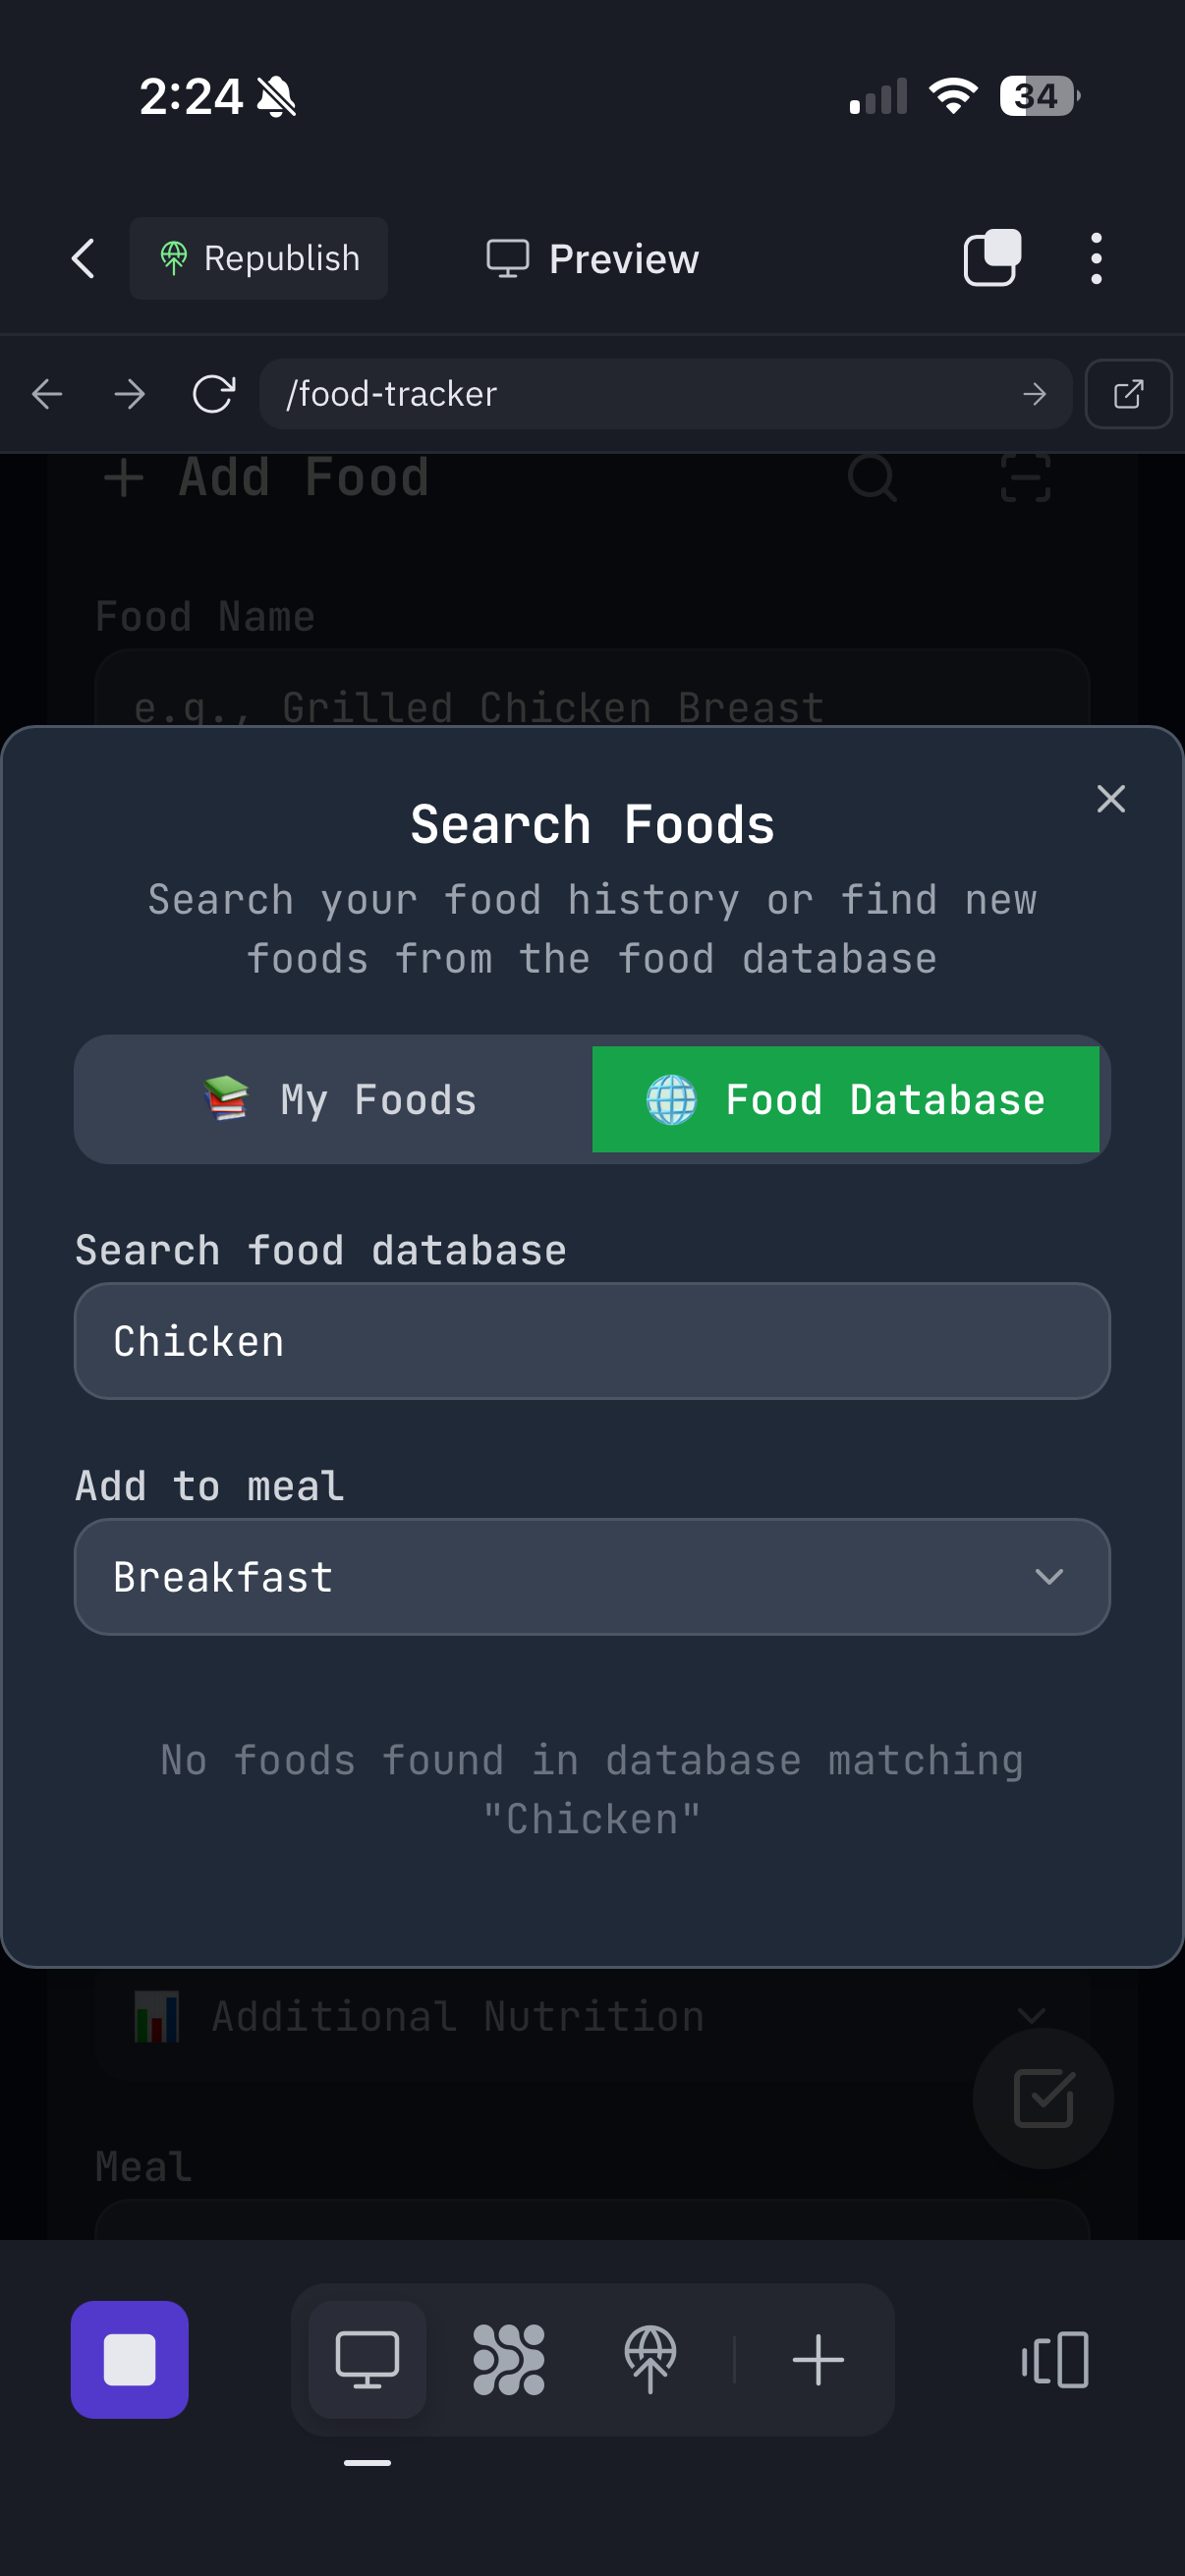 2:24
34
Republish
Preview
/food-tracker
+ Add Food
Food Name
e.g., Grilled Chicken Breast
Search Foods
Search your food history or find new
foods from the food database
My Foods
Food Database
Search food database
Chicken
Add to meal
Breakfast
No foods found in database matching
"Chicken"
Additional Nutrition
Meal